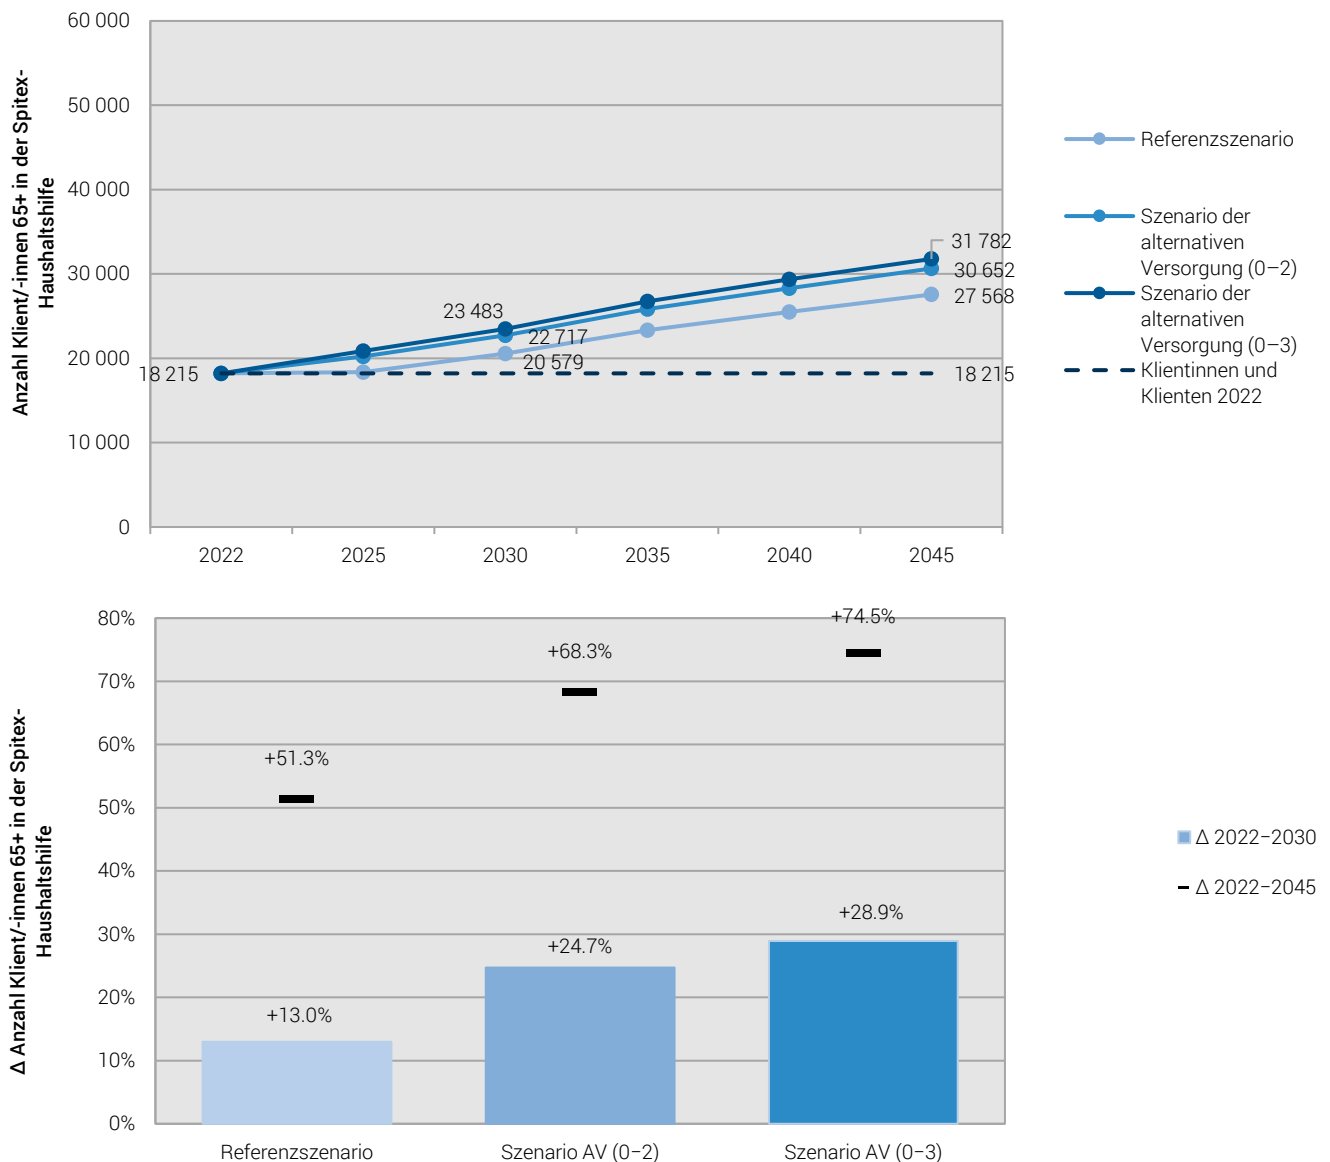 60 000
50 000
40 000
30 000
20 000
10 000
0
Anzahl Klient/-innen 65+ in der Spitex-
Haushaltshilfe
18 215
23 483
22 717
20 579
31 782
30 652
27 568
18 215
2022
2025
2030
2035
2040
2045
Referenzszenario
Szenario der
alternativen
Versorgung (0–2)
Szenario der
alternativen
Versorgung (0–3)
Klientinnen und
Klienten 2022
80%
70%
60%
50%
40%
30%
20%
10%
0%
Δ Anzahl Klient/-innen 65+ in der Spitex-
Haushaltshilfe
+51.3%
+68.3%
+74.5%
+13.0%
+24.7%
+28.9%
Referenzszenario
Szenario AV (0–2)
Szenario AV (0–3)
Δ 2022–2030
Δ 2022–2045